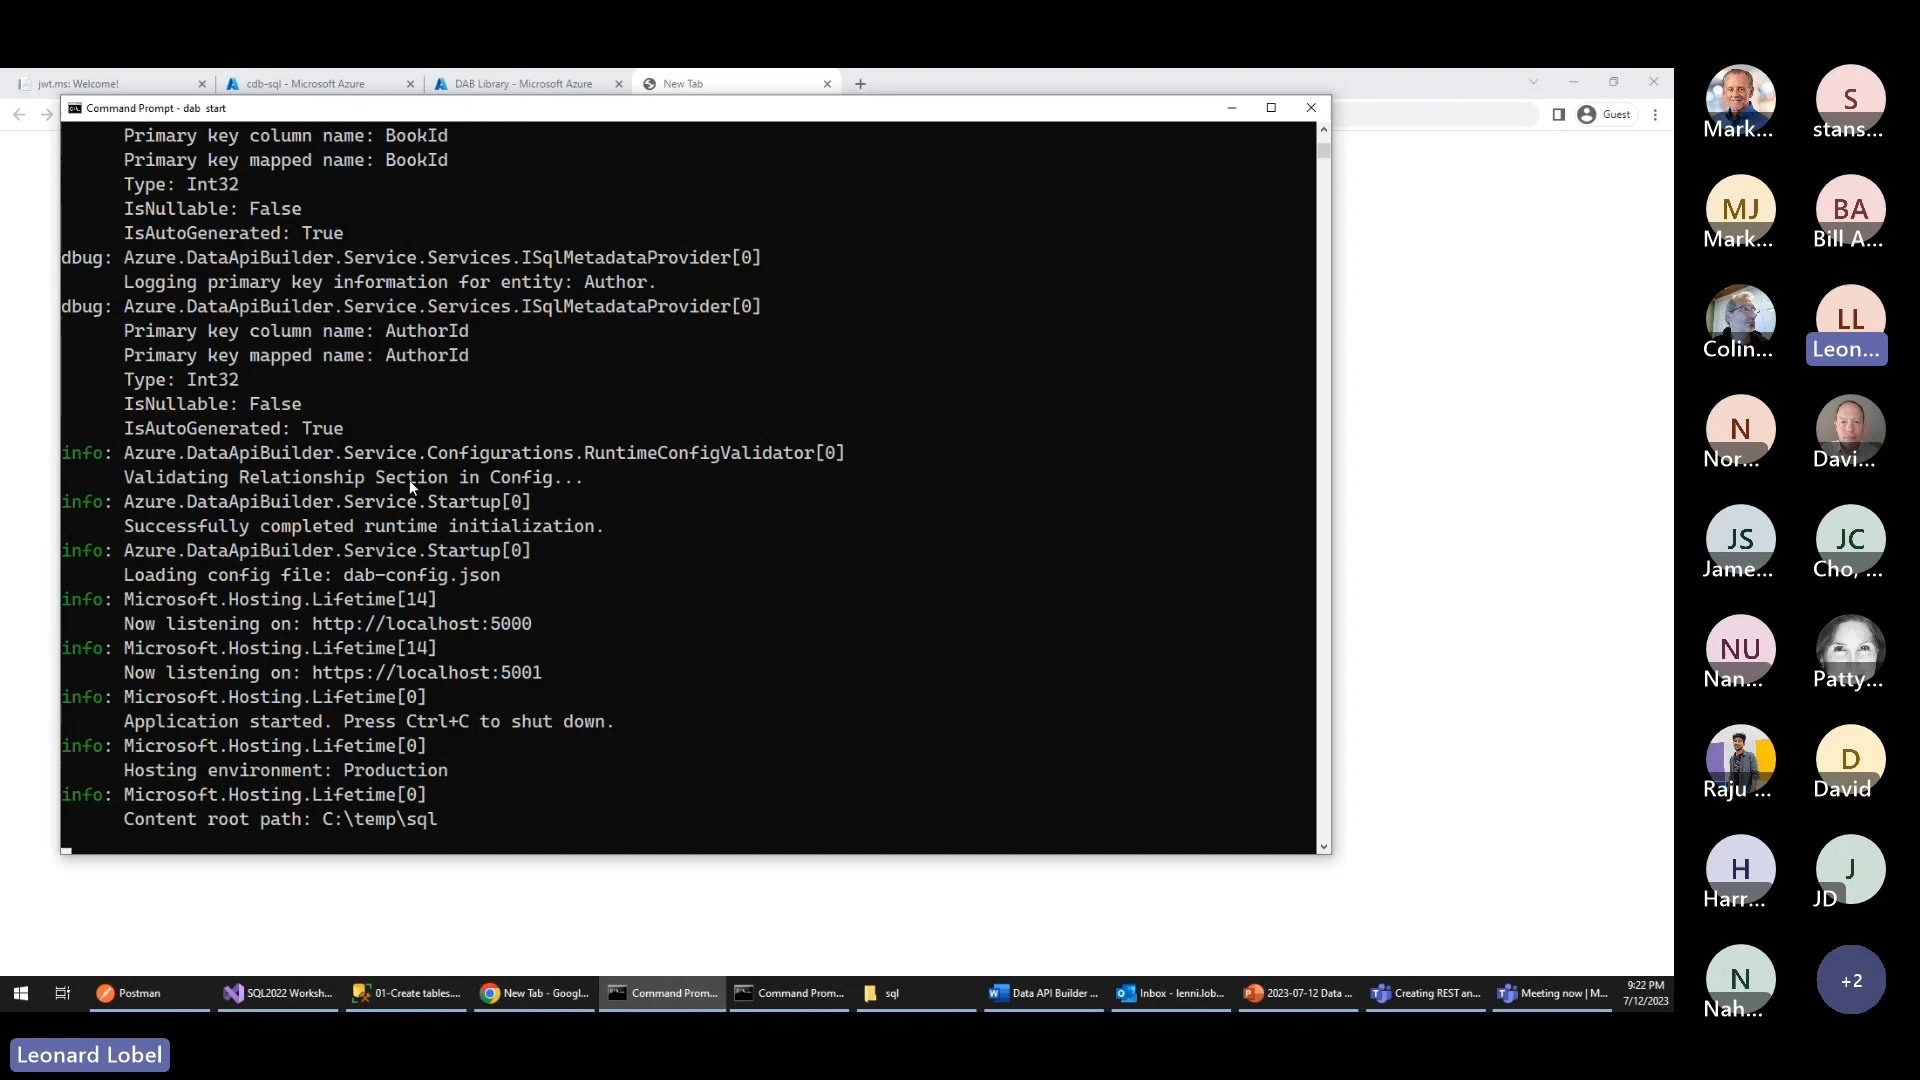 jwt.ms: Welcome!
cdb-sql - Microsoft Azure
DAB Library - Microsoft Azure
New Tab
Guest
Command Prompt - dab start
Primary key column name: BookId
Primary key mapped name: BookId
Type: Int32
IsNullable: False
IsAutoGenerated: True
dbug: Azure.DataApiBuilder.Service.Services.ISqlMetadataProvider[0]
Logging primary key information for entity: Author.
dbug: Azure.DataApiBuilder.Service.Services.ISqlMetadataProvider[0]
Primary key column name: AuthorId
Primary key mapped name: AuthorId
Type: Int32
IsNullable: False
IsAutoGenerated: True
info: Azure.DataApiBuilder.Service.Configurations.RuntimeConfigValidator[0]
Validating Relationship Section in Config...
info: Azure.DataApiBuilder.Service.Startup[0]
Successfully completed runtime initialization.
info: Azure.DataApiBuilder.Service.Startup[0]
Loading config file: dab-config.json
info: Microsoft.Hosting.Lifetime[14]
Now listening on: http://localhost:5000
info: Microsoft.Hosting.Lifetime[14]
Now listening on: https://localhost:5001
info: Microsoft.Hosting.Lifetime[0]
Application started. Press Ctrl+C to shut down.
info: Microsoft.Hosting.Lifetime[0]
Hosting environment: Production
info: Microsoft.Hosting.Lifetime[0]
Content root path: C:\temp\sql
Postman
SQL2022 Worksh...
01-Create tables....
New Tab - Googl...
Command Prom...
Command Prom...
sql
Data API Builder ...
Inbox - lenni.lob...
2023-07-12 Data ...
Creating REST an...
Meeting now | M...
9:22 PM
7/12/2023
Leonard Lobel
Mark...
S
stans...
MJ
Mark...
BA
Bill A...
Colin...
LL
Leon...
N
Nor...
Davi...
JS
Jame...
JC
Cho, ...
NU
Nan...
Patty...
Raju ...
D
David
H
Harr...
J
JD
N
Nah...
+2